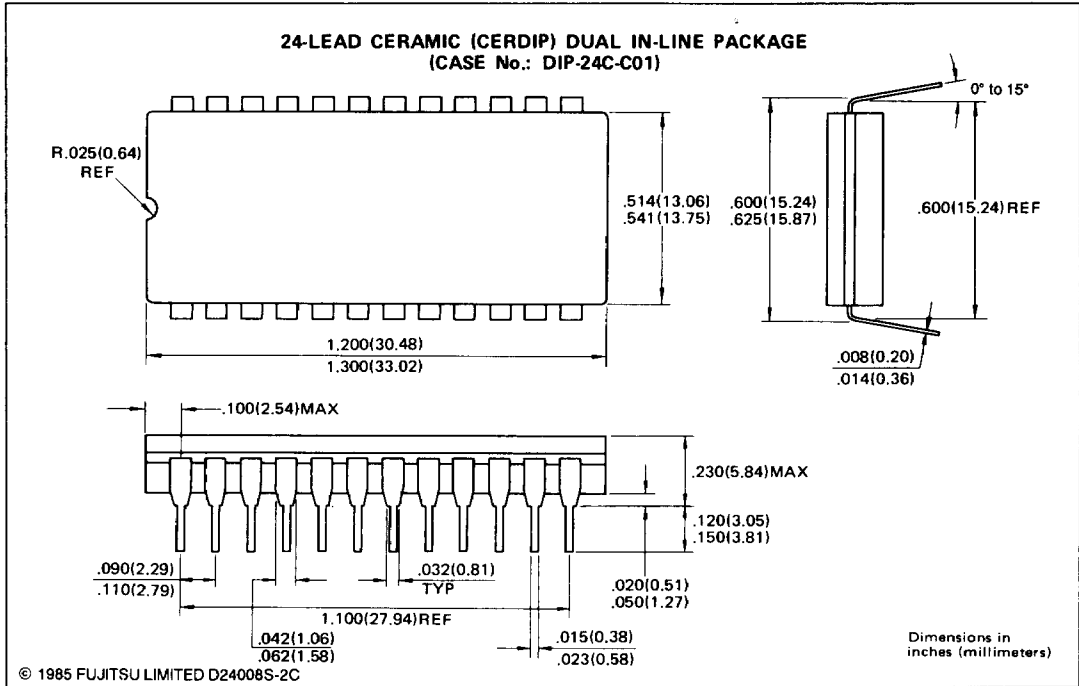 24-LEAD CERAMIC (CERDIP) DUAL IN-LINE PACKAGE
(CASE No.: DIP-24C-C01)
0° to 15°
R.025(0.64)
REF
.514(13.06)
.541(13.75)
.600(15.24)
.625(15.87)
.600(15.24)REF
1.200(30.48)
1.300(33.02)
.008(0.20)
.014(0.36)
.100(2.54)MAX
.230(5.84)MAX
.120(3.05)
.150(3.81)
.090(2.29)
.110(2.79)
.032(0.81)
TYP
.020(0.51)
.050(1.27)
1.100(27.94)REF
.042(1.06)
.062(1.58)
.015(0.38)
.023(0.58)
Dimensions in
inches (millimeters)
© 1985 FUJITSU LIMITED D24008S-2C